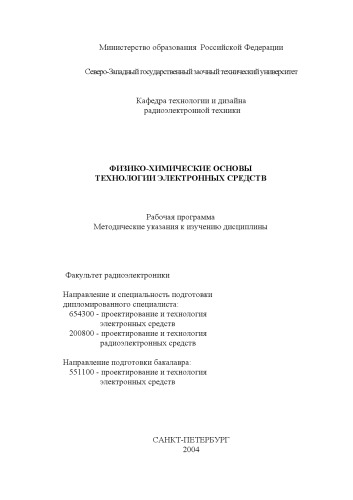 Министерство образования Российской Федерации
Северо-Западный государственный заочный технический университет
Кафедра технологии и дизайна
радиоэлектронной техники
ФИЗИКО-ХИМИЧЕСКИЕ ОСНОВЫ
ТЕХНОЛОГИИ ЭЛЕКТРОННЫХ СРЕДСТВ
Рабочая программа
Методические указания к изучению дисциплины
Факультет радиоэлектроники
Направление и специальность подготовки
дипломированного специалиста:
654300 - проектирование и технология
электронных средств
200800 - проектирование и технология
радиоэлектронных средств
Направление подготовки бакалавра:
551100 - проектирование и технология
электронных средств
САНКТ-ПЕТЕРБУРГ
2004